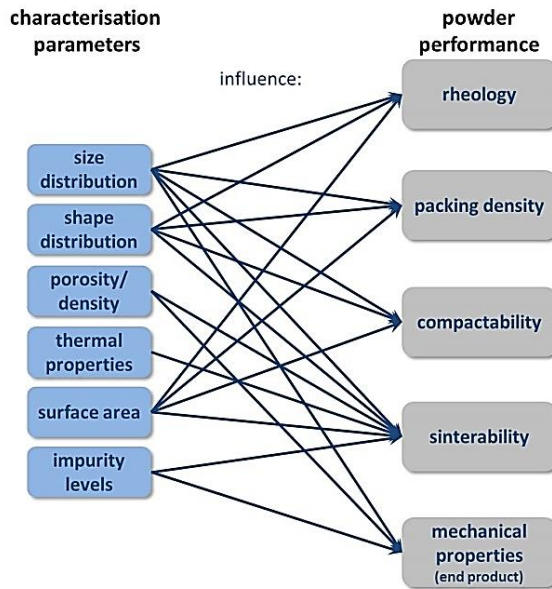 characterisation
parameters
powder
performance
influence:
rheology
size
distribution
packing density
shape
distribution
porosity/
density
compactability
thermal
properties
surface area
sinterability
impurity
levels
mechanical
properties
(end product)